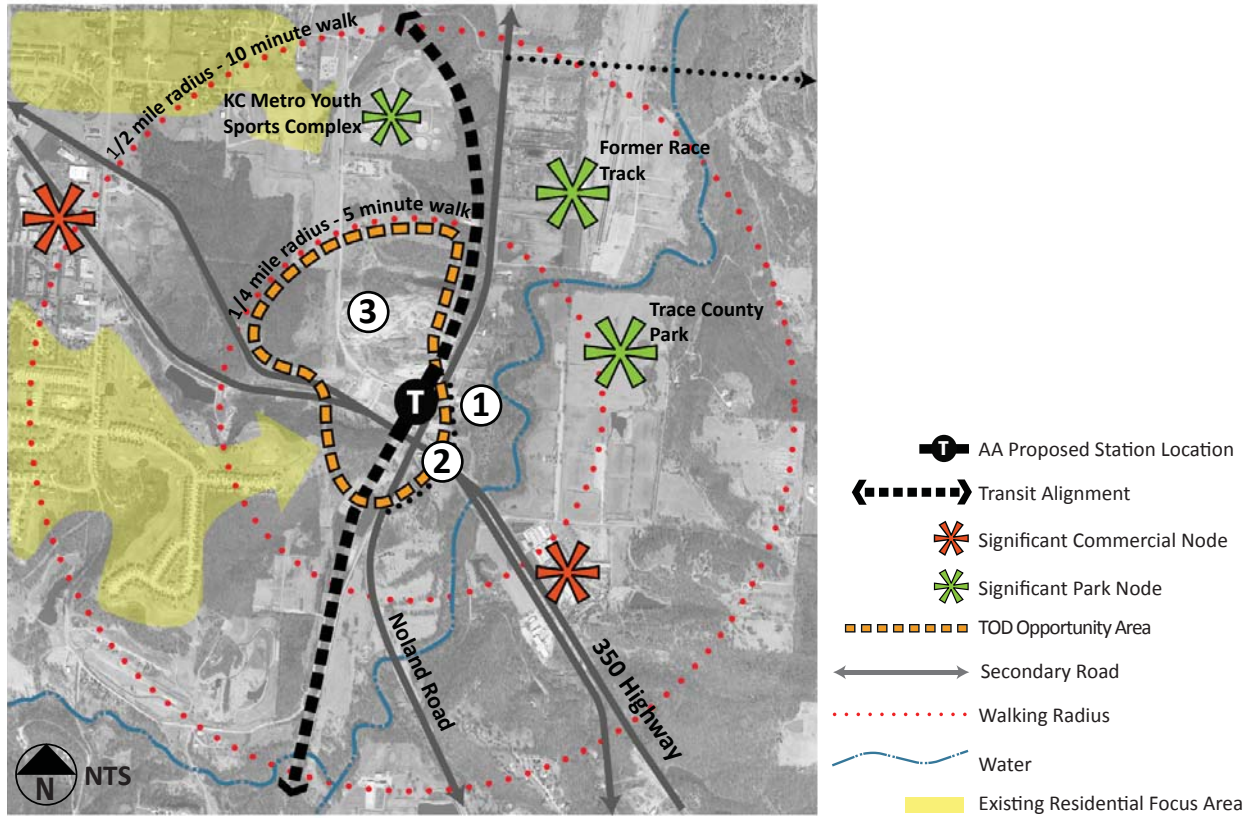 1/2 mile radius - 10 minute walk
KC Metro Youth
Sports Complex
Former Race
Track
1/4 mile radius - 5 minute walk
3
Trace County
Park
T
1
2
Noland Road
350 Highway
N
NTS
T
AA Proposed Station Location
Transit Alignment
Significant Commercial Node
Significant Park Node
TOD Opportunity Area
Secondary Road
Walking Radius
Water
Existing Residential Focus Area